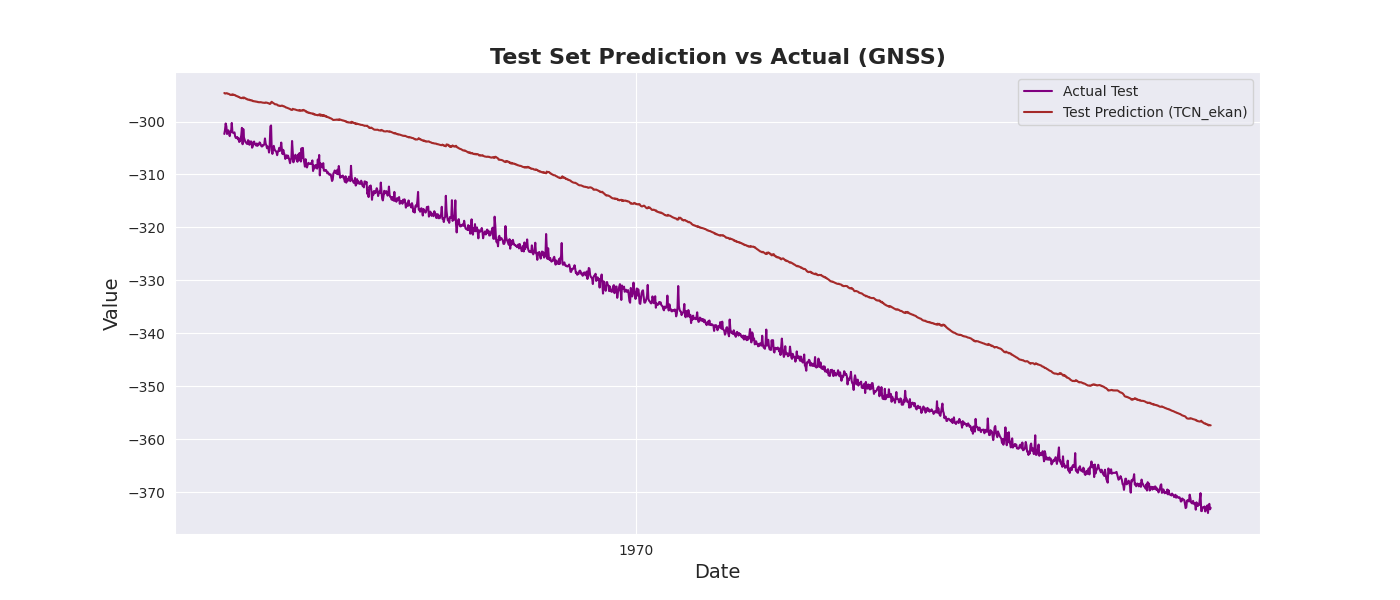 Test Set Prediction vs Actual (GNSS)
Actual Test
Test Prediction (TCN_ekan)
−300
−310
−320
−330
−340
−350
−360
−370
Value
1970
Date